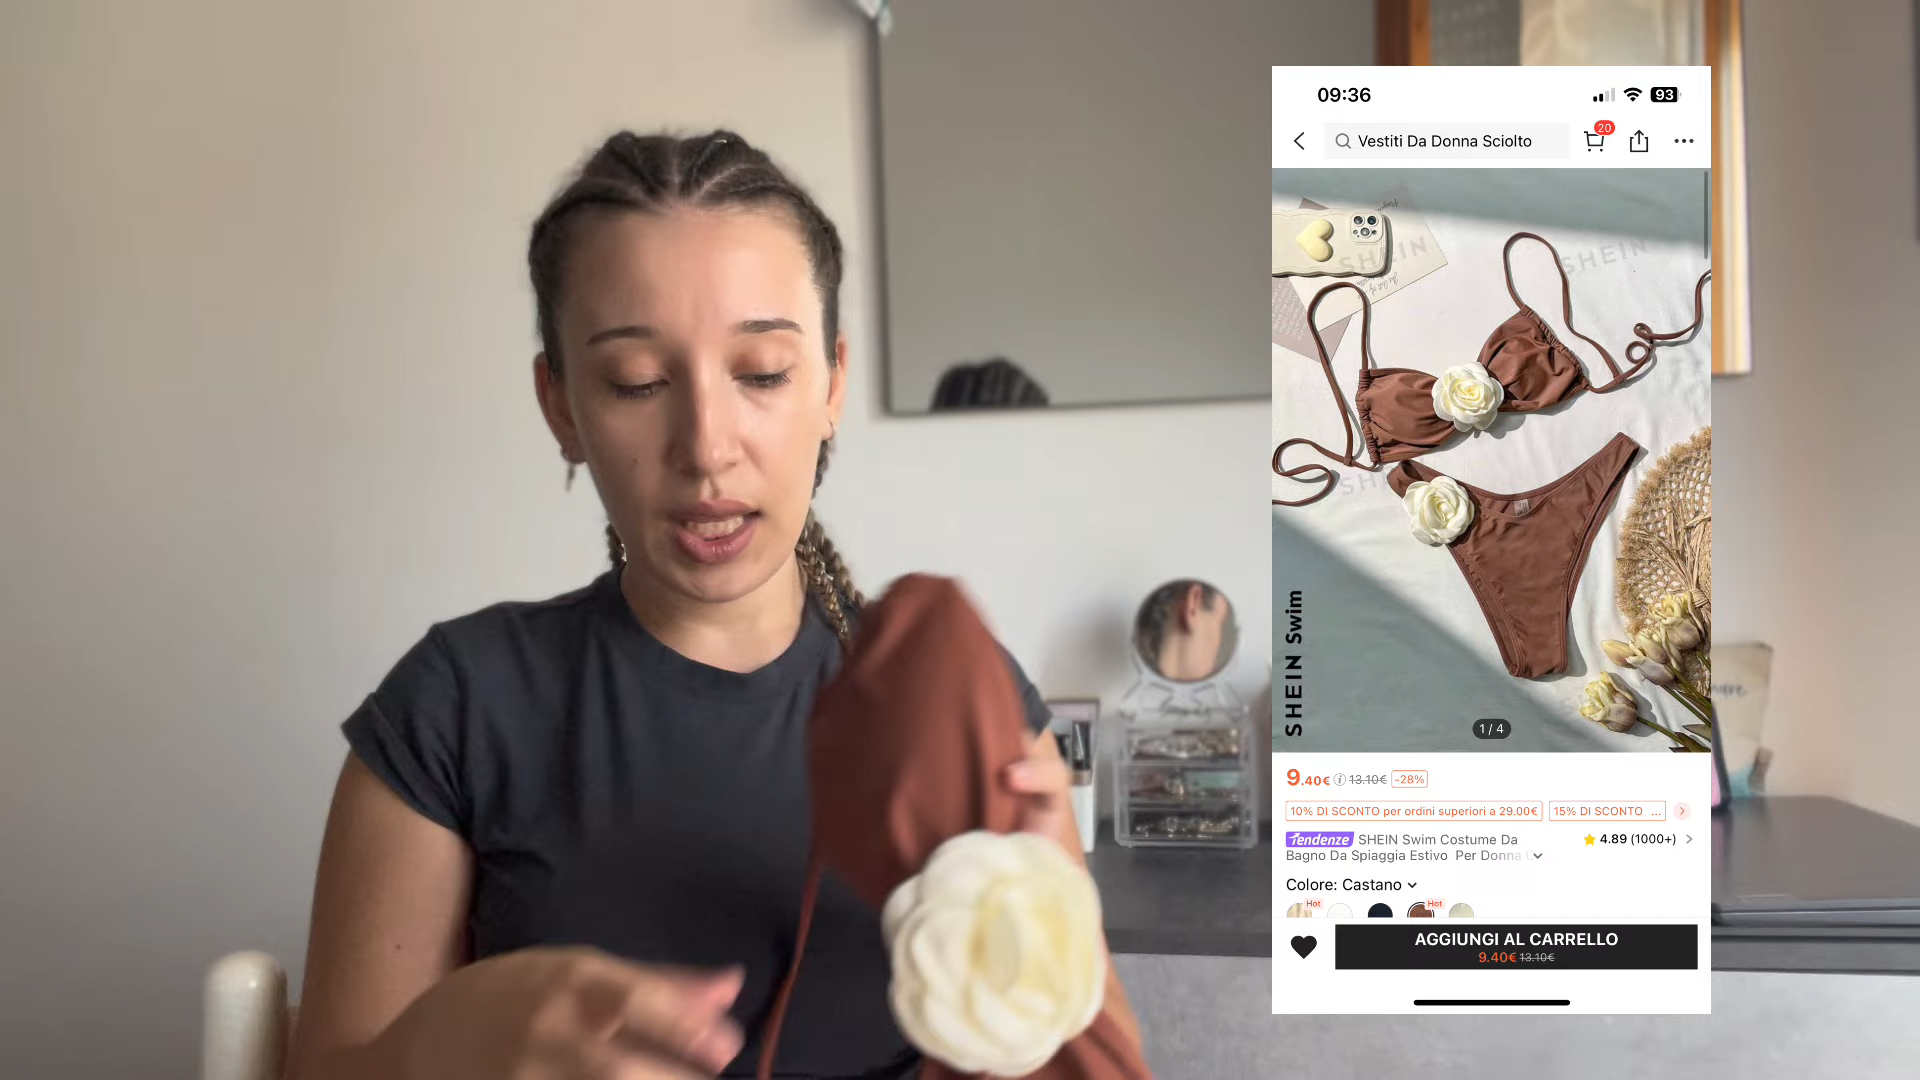 09:36
93
20
Vestiti Da Donna Sciolto
SHEIN
SHEIN
SHEIN Swim
1 / 4
9.40€ 13.10€ -28%
10% DI SCONTO per ordini superiori a 29.00€ 15% DI SCONTO ...
Tendenze SHEIN Swim Costume Da
Bagno Da Spiaggia Estivo Per Donna
4.89 (1000+)
Colore: Castano
Hot
Hot
AGGIUNGI AL CARRELLO
9.40€ 13.10€